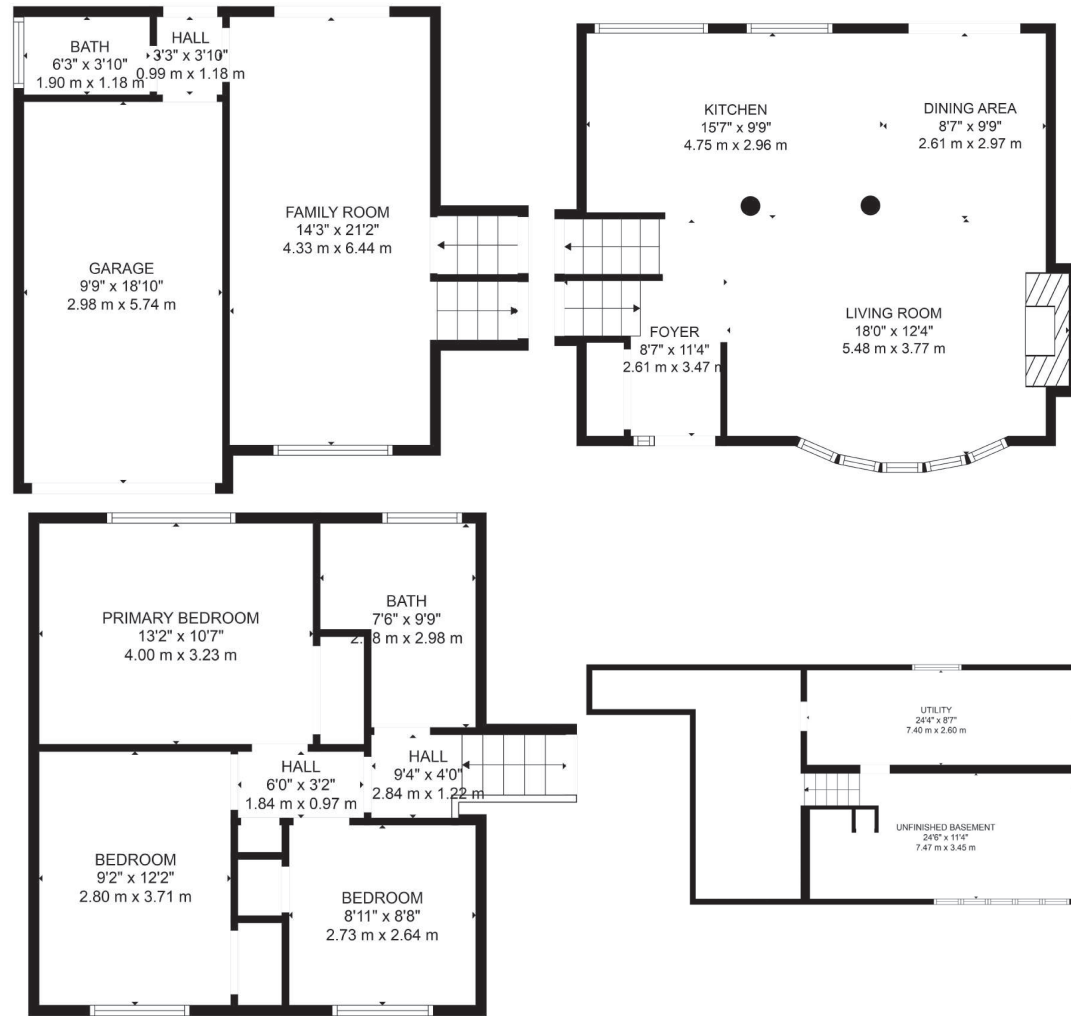 BATH
6'3" x 3'10"
1.90 m x 1.18 m
HALL
3'3" x 3'10"
0.99 m x 1.18 m
FAMILY ROOM
14'3" x 21'2"
4.33 m x 6.44 m
GARAGE
9'9" x 18'10"
2.98 m x 5.74 m
KITCHEN
15'7" x 9'9"
4.75 m x 2.96 m
DINING AREA
8'7" x 9'9"
2.61 m x 2.97 m
FOYER
8'7" x 11'4"
2.61 m x 3.47 m
LIVING ROOM
18'0" x 12'4"
5.48 m x 3.77 m
PRIMARY BEDROOM
13'2" x 10'7"
4.00 m x 3.23 m
BATH
7'6" x 9'9"
x 2.98 m
HALL
6'0" x 3'2"
1.84 m x 0.97 m
HALL
9'4" x 4'0"
2.84 m x 1.22 m
BEDROOM
9'2" x 12'2"
2.80 m x 3.71 m
BEDROOM
8'11" x 8'8"
2.73 m x 2.64 m
UTILITY
24'4" x 8'7"
7.40 m x 2.60 m
UNFINISHED BASEMENT
24'6" x 11'4"
7.47 m x 3.45 m